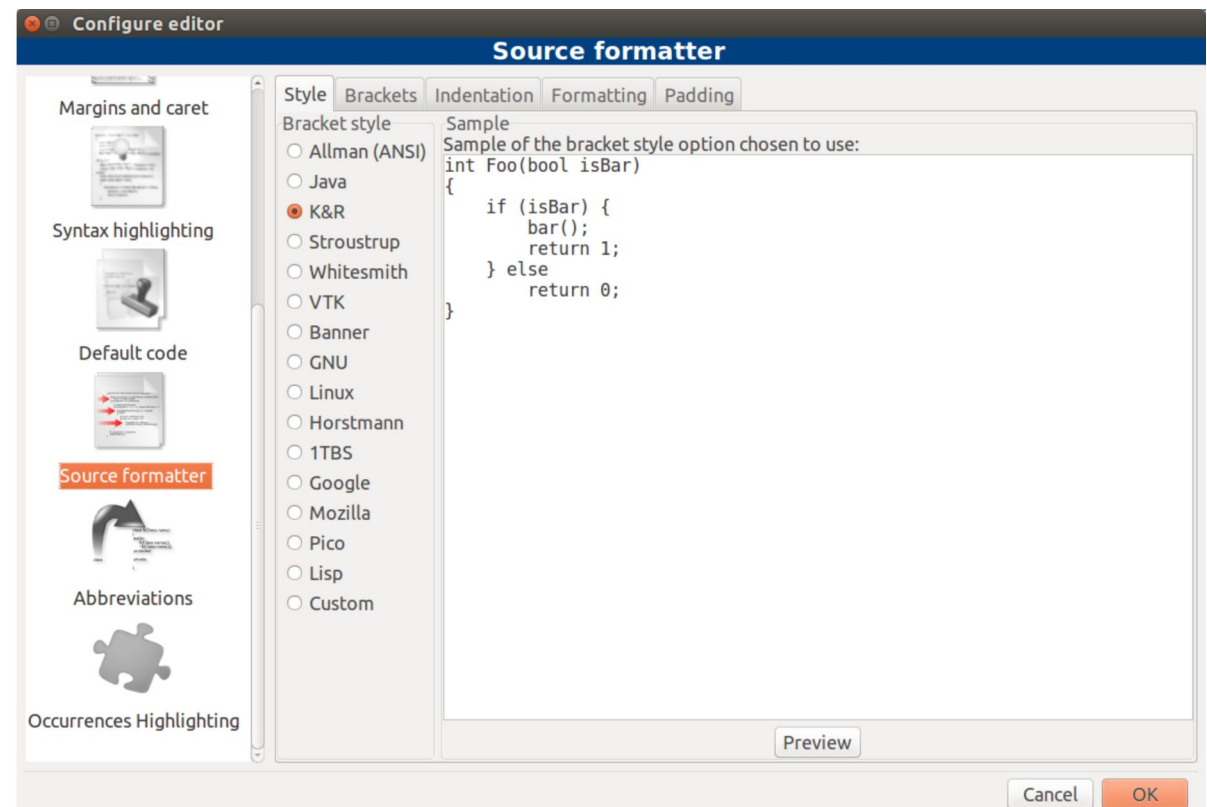 Configure editor
Source formatter
Margins and caret
Syntax highlighting
Default code
Source formatter
Abbreviations
Occurrences Highlighting
Style Brackets Indentation Formatting Padding
Bracket style
Allman (ANSI)
Java
K&R
Stroustrup
Whitesmith
VTK
Banner
GNU
Linux
Horstmann
1TBS
Google
Mozilla
Pico
Lisp
Custom
Sample
Sample of the bracket style option chosen to use:
int Foo(bool isBar)
{
    if (isBar) {
        bar();
        return 1;
    } else
        return 0;
}
Preview
Cancel OK